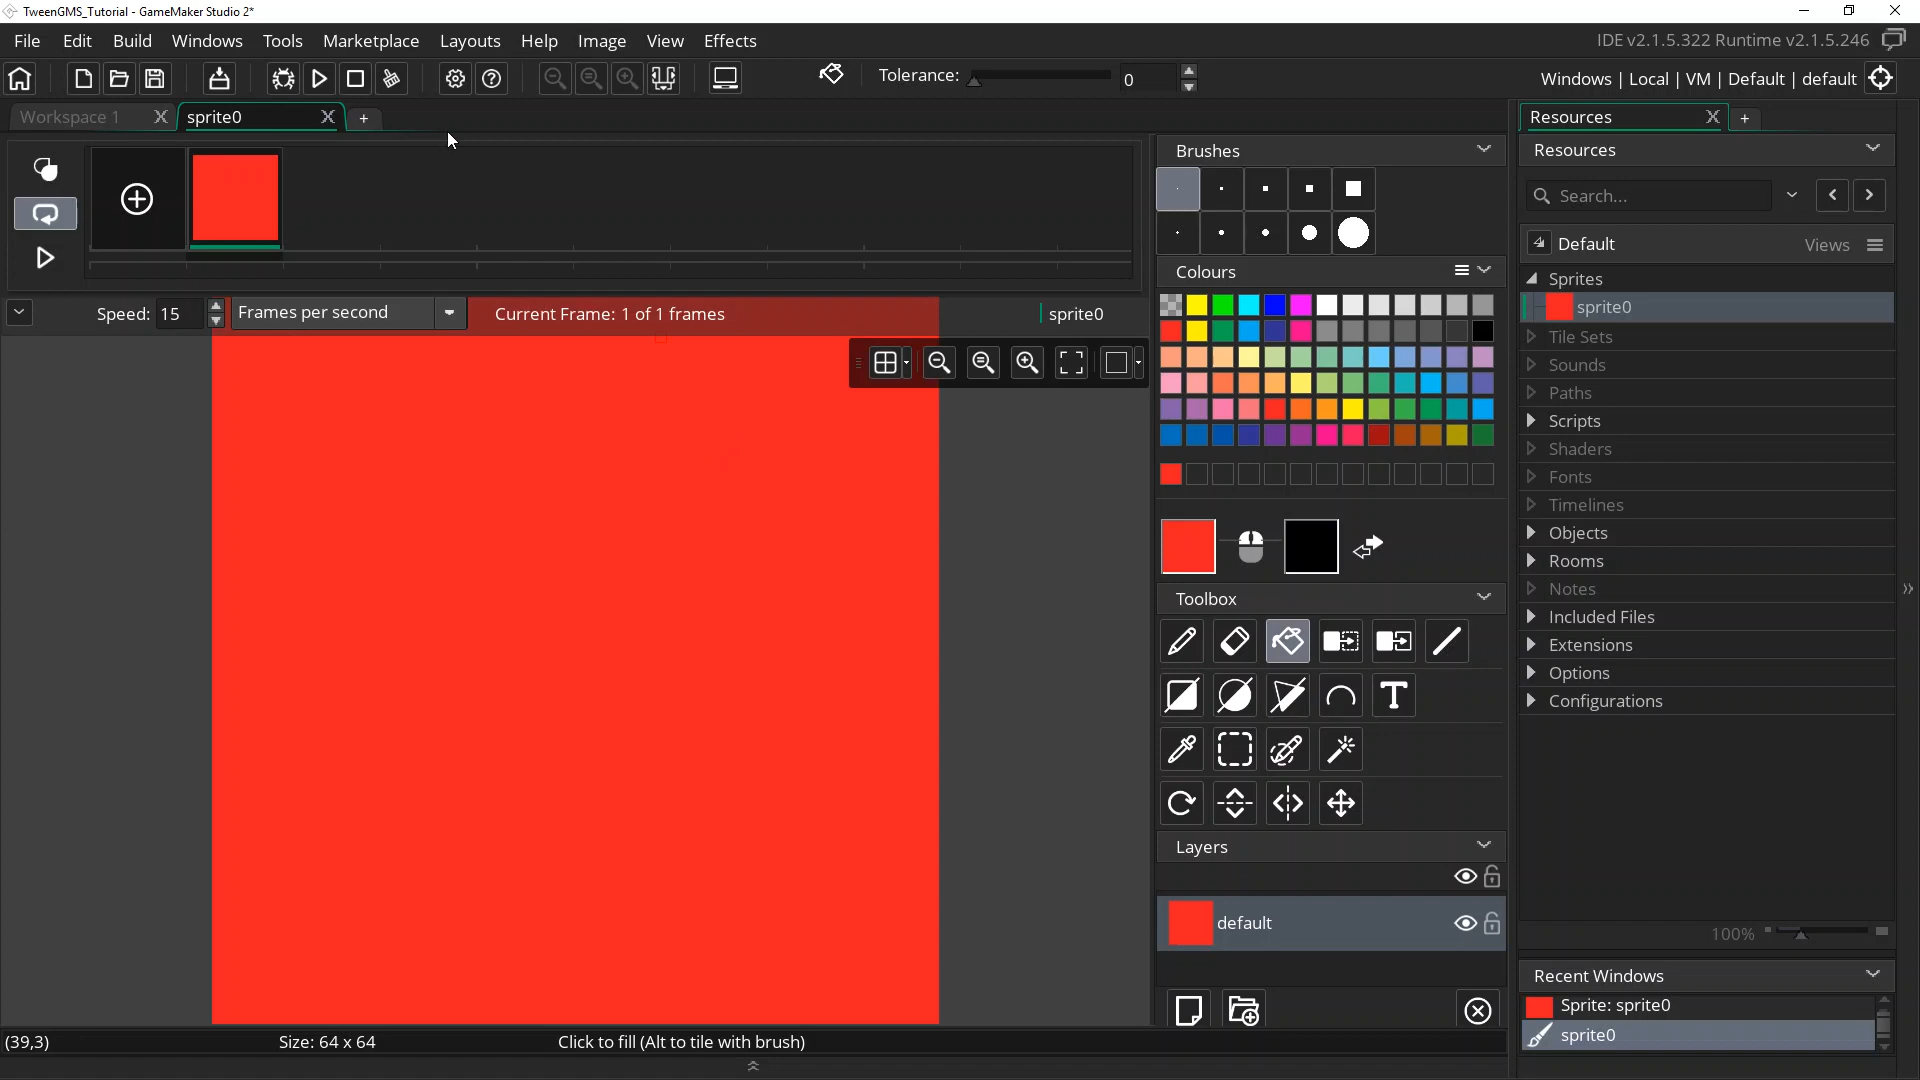 TweenGMS_Tutorial - GameMaker Studio 2*
File Edit Build Windows Tools Marketplace Layouts Help Image View Effects
IDE v2.1.5.322 Runtime v2.1.5.246
Tolerance: 0
Windows | Local | VM | Default | default
Workspace 1 X sprite0 X +
Resources X +
Brushes
Resources
Search...
Default Views
Colours
Sprites
sprite0
Speed: 15 Frames per second Current Frame: 1 of 1 frames sprite0
Tile Sets
Sounds
Paths
Scripts
Shaders
Fonts
Timelines
Objects
Rooms
Notes
Included Files
Extensions
Options
Configurations
Toolbox
T
Layers
default
100%
Recent Windows
Sprite: sprite0
sprite0
(39,3) Size: 64 x 64 Click to fill (Alt to tile with brush)